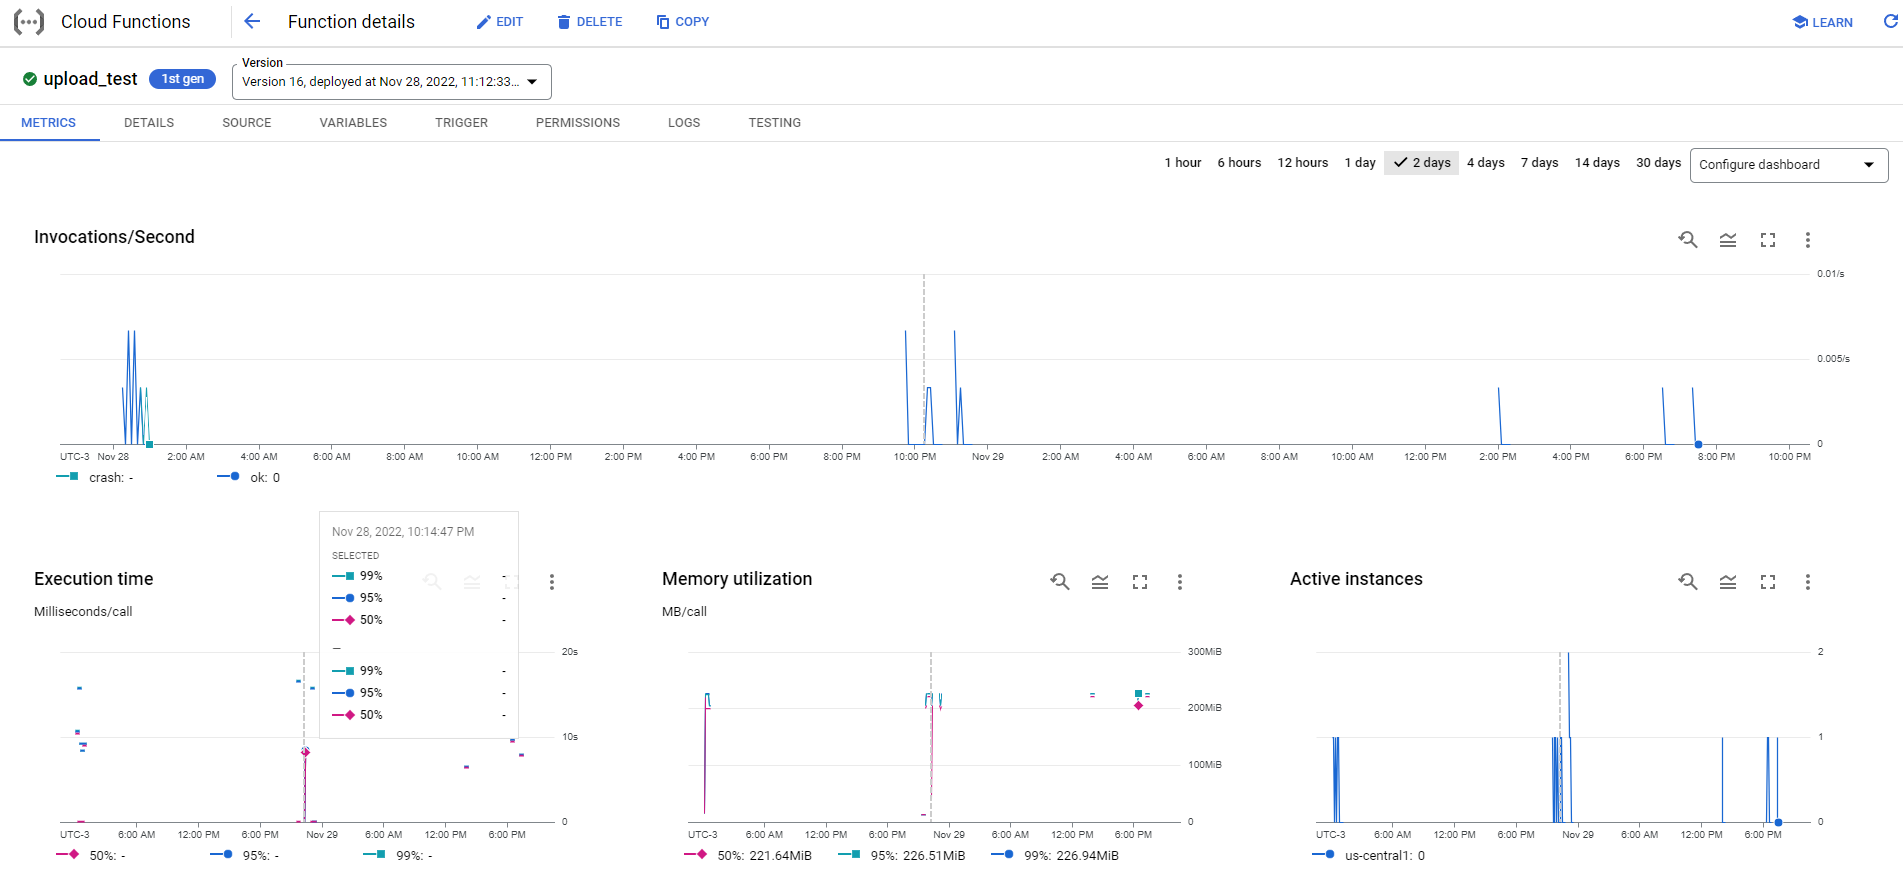 Cloud Functions
Function details
EDIT
DELETE
COPY
LEARN
upload_test
1st gen
Version
Version 16, deployed at Nov 28, 2022, 11:12:33...
METRICS
DETAILS
SOURCE
VARIABLES
TRIGGER
PERMISSIONS
LOGS
TESTING
1 hour
6 hours
12 hours
1 day
2 days
4 days
7 days
14 days
30 days
Configure dashboard
Invocations/Second
0.01/s
0.005/s
0
UTC-3 Nov 28 2:00 AM 4:00 AM 6:00 AM 8:00 AM 10:00 AM 12:00 PM 2:00 PM 4:00 PM 6:00 PM 8:00 PM 10:00 PM Nov 29 2:00 AM 4:00 AM 6:00 AM 8:00 AM 10:00 AM 12:00 PM 2:00 PM 4:00 PM 6:00 PM 8:00 PM 10:00 PM
crash: -
ok: 0
Execution time
Milliseconds/call
Nov 28, 2022, 10:14:47 PM
SELECTED
99% -
95% -
50% -
–
99% -
95% -
50% -
20s
10s
0
UTC-3 6:00 AM 12:00 PM 6:00 PM Nov 29 6:00 AM 12:00 PM 6:00 PM
50%: -
95%: -
99%: -
Memory utilization
MB/call
300MiB
200MiB
100MiB
0
UTC-3 6:00 AM 12:00 PM 6:00 PM Nov 29 6:00 AM 12:00 PM 6:00 PM
50%: 221.64MiB
95%: 226.51MiB
99%: 226.94MiB
Active instances
2
1
0
UTC-3 6:00 AM 12:00 PM 6:00 PM Nov 29 6:00 AM 12:00 PM 6:00 PM
us-central1: 0